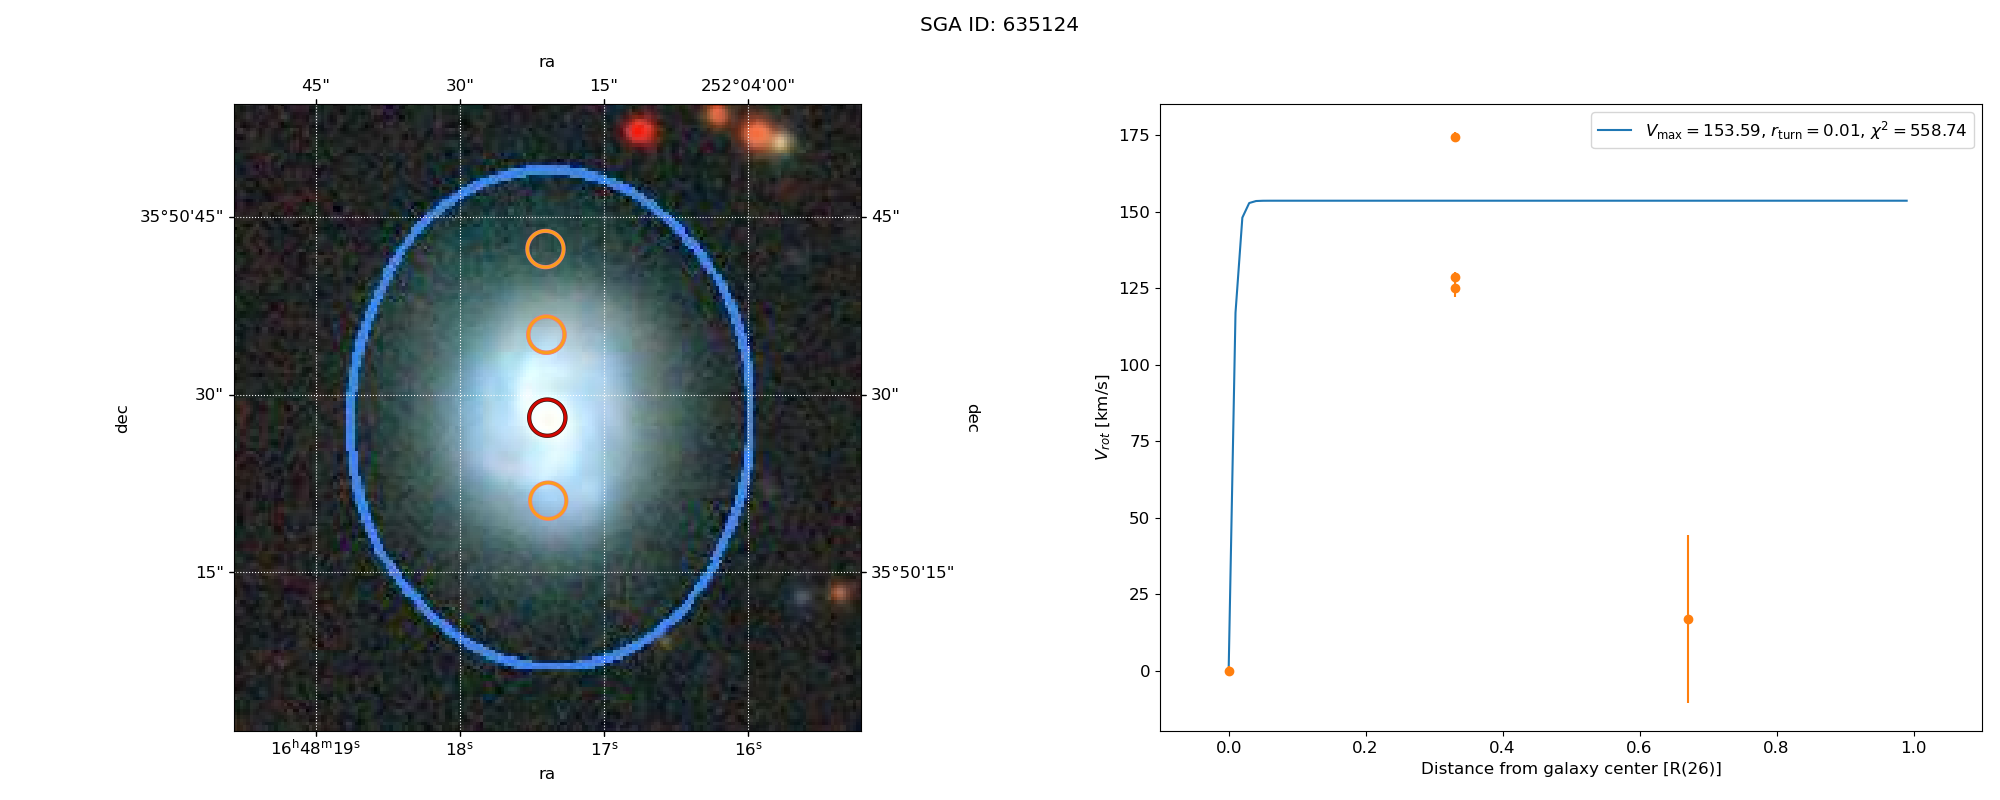 SGA ID: 635124
ra
45" 30" 15" 252°04'00"
35°50'45" 45"
30" 30"
15" 35°50'15"
dec
dec
16h48m19s 18s 17s 16s
ra
Vmax = 153.59, rturn = 0.01, χ² = 558.74
175
150
125
100
75
50
25
0
Vrot [km/s]
0.0 0.2 0.4 0.6 0.8 1.0
Distance from galaxy center [R(26)]